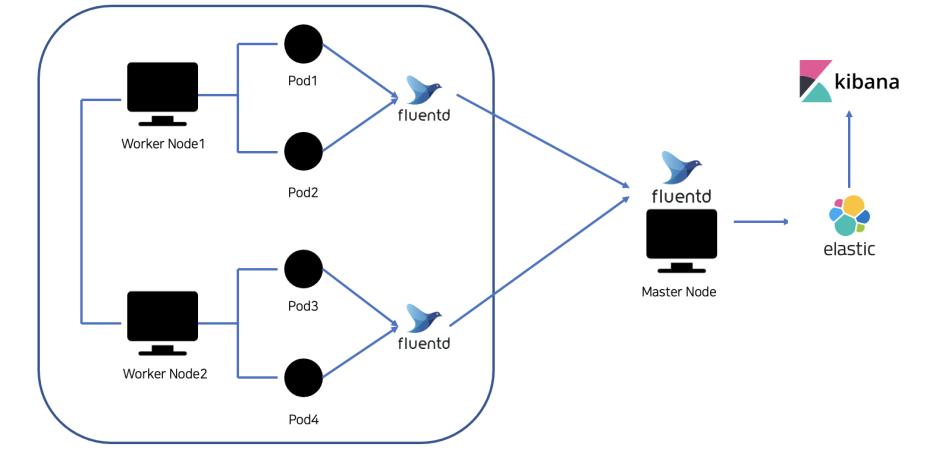 Pod1
kibana
fluentd
Worker Node1
Pod2
fluentd
elastic
Master Node
Pod3
fluentd
Worker Node2
Pod4